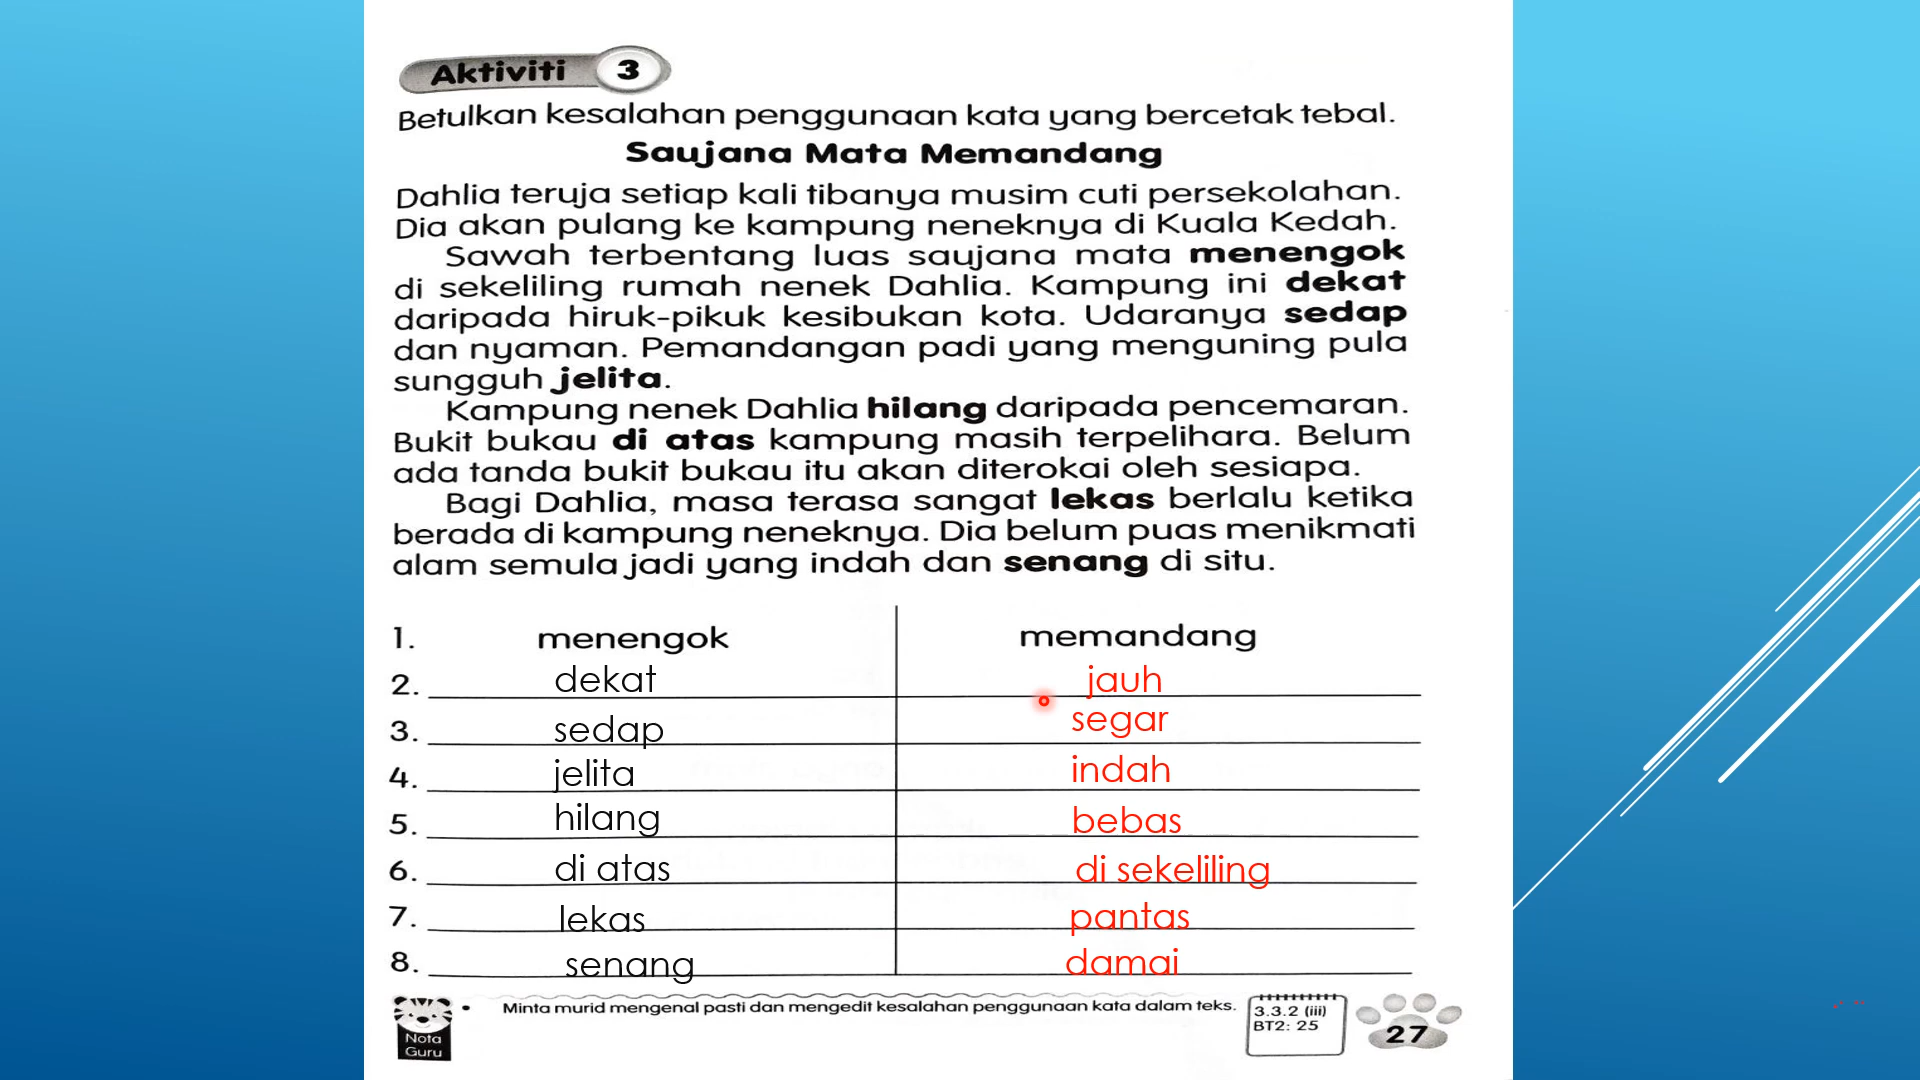 Aktiviti 3
Betulkan kesalahan penggunaan kata yang bercetak tebal.
Saujana Mata Memandang
Dahlia teruja setiap kali tibanya musim cuti persekolahan.
Dia akan pulang ke kampung neneknya di Kuala Kedah.
Sawah terbentang luas saujana mata menengok
di sekeliling rumah nenek Dahlia. Kampung ini dekat
daripada hiruk-pikuk kesibukan kota. Udaranya sedap
dan nyaman. Pemandangan padi yang menguning pula
sungguh jelita.
Kampung nenek Dahlia hilang daripada pencemaran.
Bukit bukau di atas kampung masih terpelihara. Belum
ada tanda bukit bukau itu akan diterokai oleh sesiapa.
Bagi Dahlia, masa terasa sangat lekas berlalu ketika
berada di kampung neneknya. Dia belum puas menikmati
alam semula jadi yang indah dan senang di situ.
1. menengok memandang
2. dekat jauh
3. sedap segar
4. jelita indah
5. hilang bebas
6. di atas di sekeliling
7. lekas pantas
8. senang damai
Nota
Guru
• Minta murid mengenal pasti dan mengedit kesalahan penggunaan kata dalam teks.
3.3.2 (iii)
BT2: 25
27